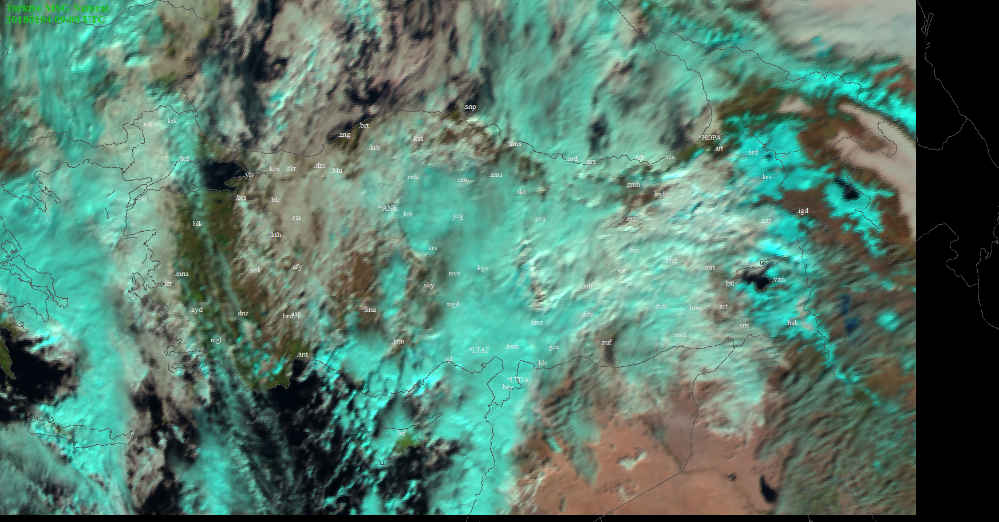 Turkiye MSG Natural
20180104 09:00 UTC
.snp
.edr
.krk
.brt
.zng
.kst
*HOPA
.sms
.krb
.art
.ard
.tkd
.ord
.grs
.trb
.rze
.ylv
.kce
.skr
.dzc
.blu
.cnk
.crm
.ams
.krs
.gmh
.tkt
.byb
.ckl
.brs
.blc
*ANK
.krk
.yzg
.igd
.esi
.svs
.erz
.agr
.blk
.kth
.krs
.tnc
.bng
.usk
.afy
.kys
.elz
.mus
.mns
.nvs
.izr
.aky
.mlt
.btl
.van
.ngd
.dyb
.btm
.srt
.ayd
.dnz
.brd
.isp
.kna
.ady
.kms
.srn
.hak
.mgl
.krm
.mrd
.suf
.osm
.gza
*LTAF
.ant
.icl
.kls
*LTDA
.hty
.lef